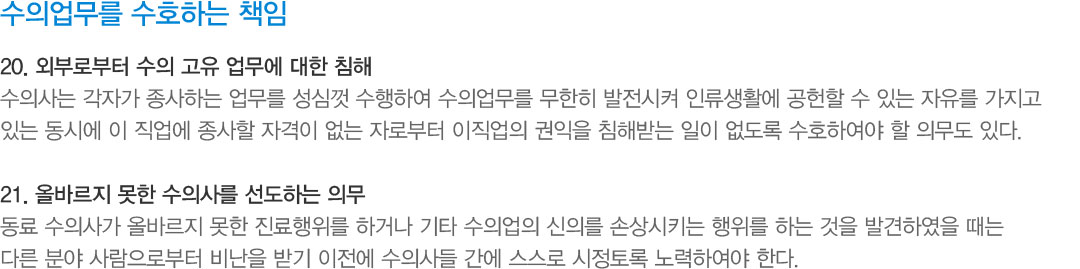 수의업무를 수호하는 책임
20. 외부로부터 수의 고유 업무에 대한 침해
수의사는 각자가 종사하는 업무를 성심껏 수행하여 수의업무를 무한히 발전시켜 인류생활에 공헌할 수 있는 자유를 가지고
있는 동시에 이 직업에 종사할 자격이 없는 자로부터 이직업의 권익을 침해받는 일이 없도록 수호하여야 할 의무도 있다.
21. 올바르지 못한 수의사를 선도하는 의무
동료 수의사가 올바르지 못한 진료행위를 하거나 기타 수의업의 신의를 손상시키는 행위를 하는 것을 발견하였을 때는
다른 분야 사람으로부터 비난을 받기 이전에 수의사들 간에 스스로 시정토록 노력하여야 한다.